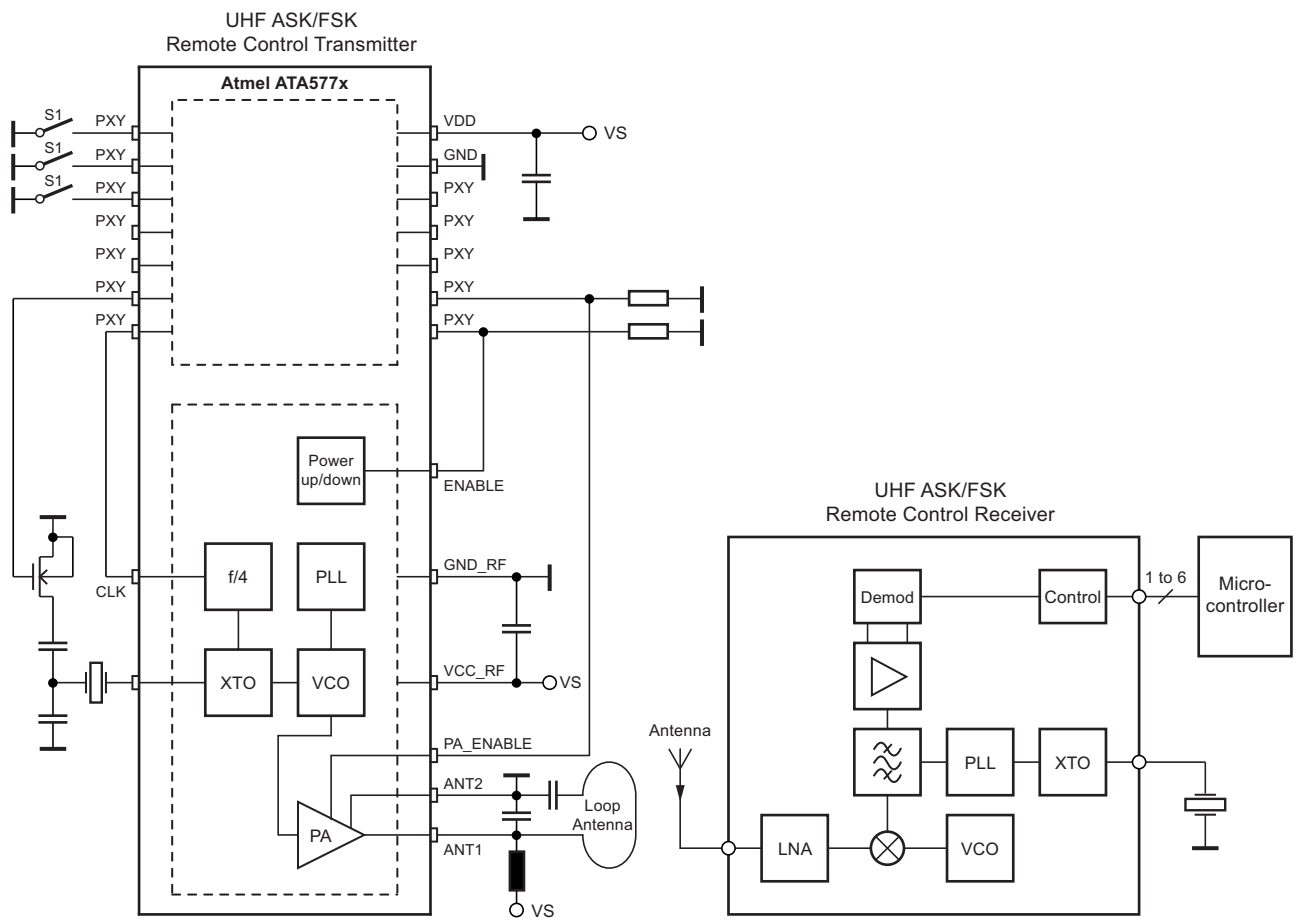 UHF ASK/FSK
Remote Control Transmitter
Atmel ATA577x
S1
PXY
VDD
VS
S1
PXY
GND
S1
PXY
PXY
PXY
PXY
PXY
PXY
PXY
PXY
PXY
PXY
Power
up/down
ENABLE
CLK
f/4
PLL
GND_RF
XTO
VCO
VCC_RF
VS
PA_ENABLE
ANT2
Loop
Antenna
PA
ANT1
VS
UHF ASK/FSK
Remote Control Receiver
Demod
Control
1 to 6
Micro-
controller
Antenna
PLL
XTO
LNA
VCO